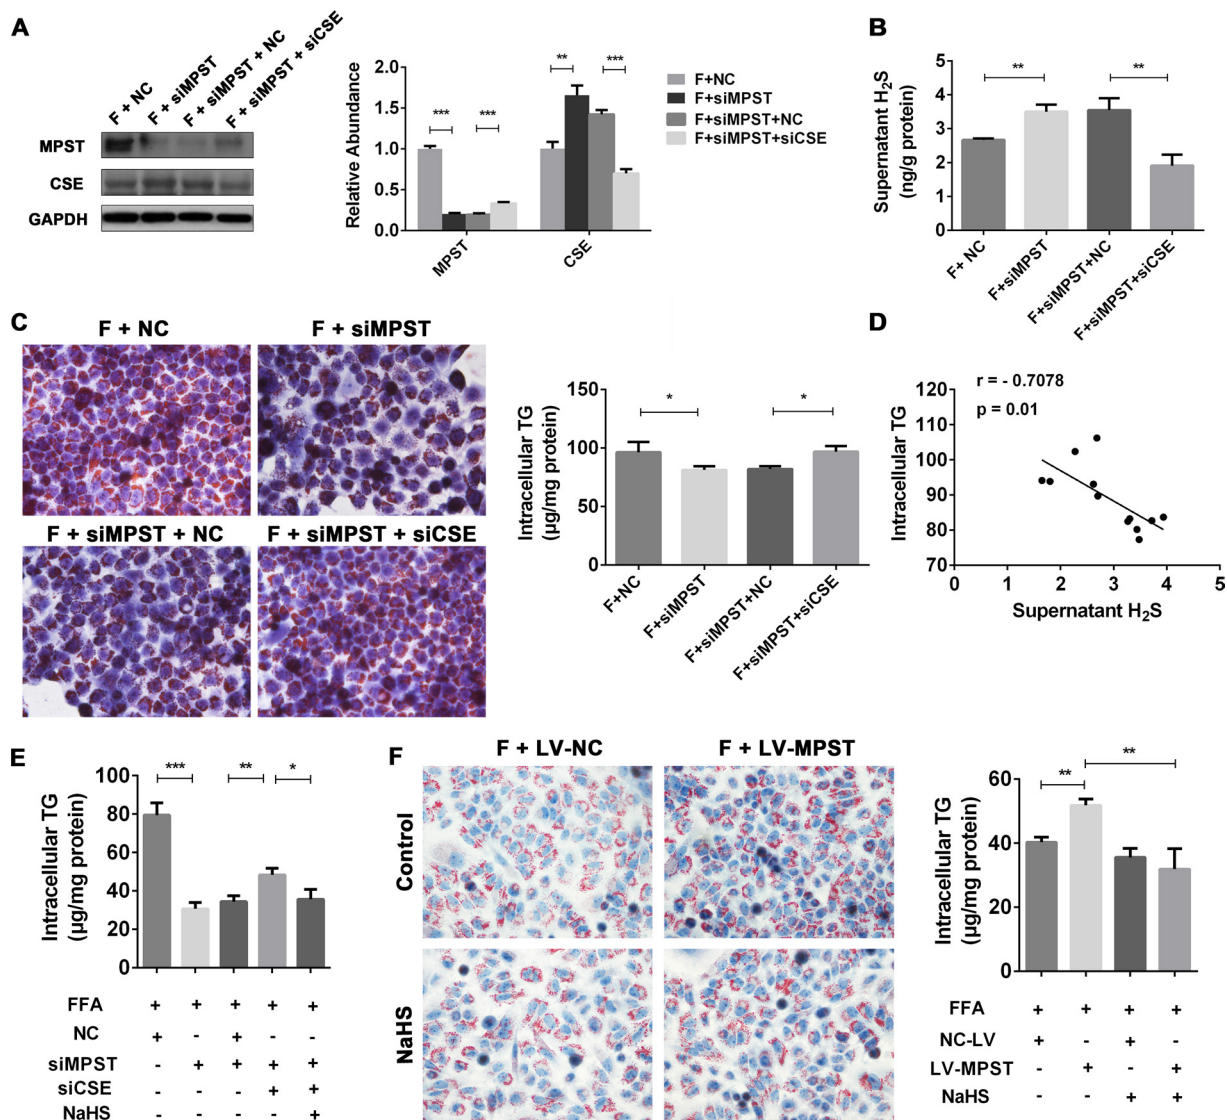 A
F + NC
F + siMPST
F + siMPST + NC
F + siMPST + siCSE
MPST
CSE
GAPDH
Relative Abundance
2.0
1.5
1.0
0.5
0.0
***
***
**
***
MPST
CSE
F+NC
F+siMPST
F+siMPST+NC
F+siMPST+siCSE
B
Supernatant H2S
(ng/g protein)
5
4
3
2
1
0
**
**
F+ NC
F+siMPST
F+siMPST+NC
F+siMPST+siCSE
C
F + NC
F + siMPST
F + siMPST + NC
F + siMPST + siCSE
Intracellular TG
(µg/mg protein)
150
100
50
0
*
*
F+NC
F+siMPST
F+siMPST+NC
F+siMPST+siCSE
D
r = - 0.7078
p = 0.01
Intracellular TG
120
110
100
90
80
70
0 1 2 3 4 5
Supernatant H2S
E
Intracellular TG
(µg/mg protein)
100
80
60
40
20
0
*** ** *
FFA + + + + +
NC + - + - -
siMPST - + + + +
siCSE - - - + +
NaHS - - - - +
F
F + LV-NC
F + LV-MPST
Control
NaHS
Intracellular TG
(µg/mg protein)
60
40
20
0
**
**
FFA + + + +
NC-LV + - + -
LV-MPST - + - +
NaHS - - + +